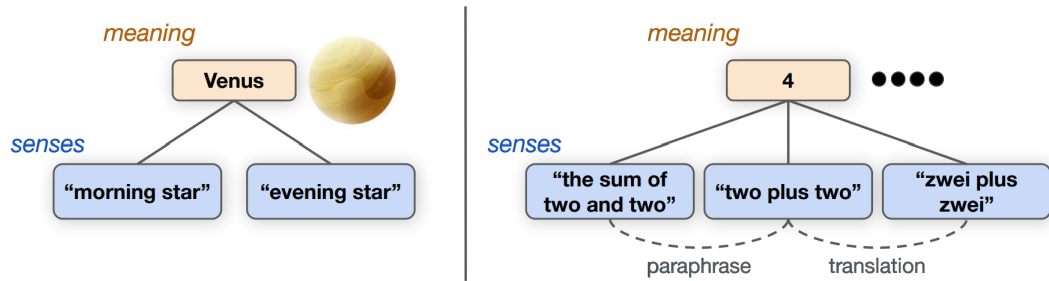 meaning
Venus
senses
“morning star”
“evening star”
meaning
4
senses
“the sum of
two and two”
“two plus two”
“zwei plus
zwei”
paraphrase
translation